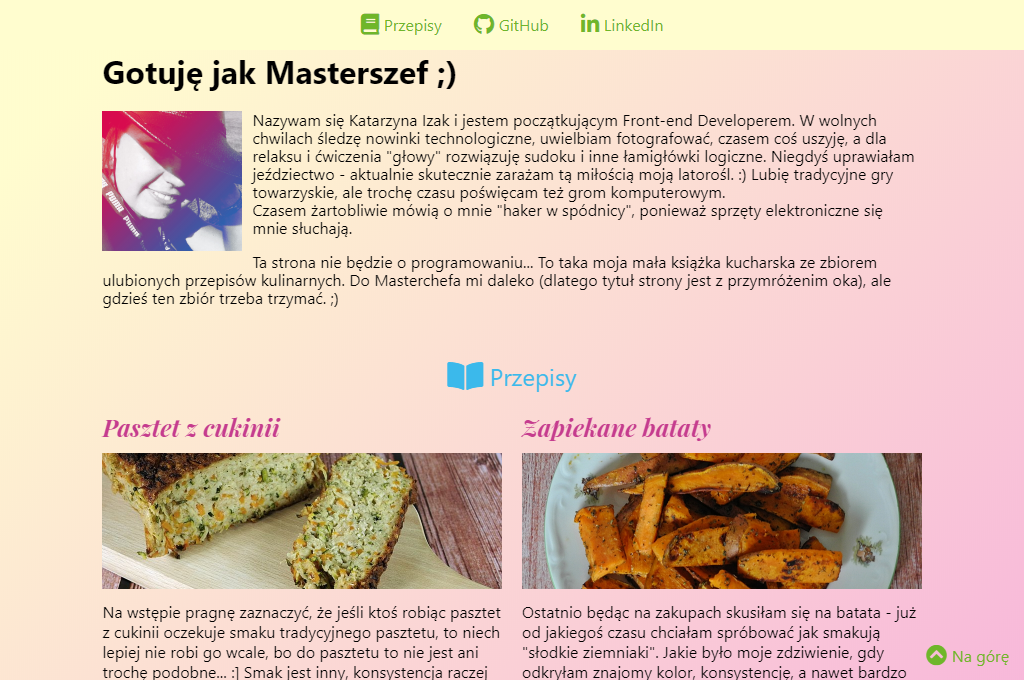 Przepisy GitHub LinkedIn
Gotuję jak Masterszef ;)
Nazywam się Katarzyna Izak i jestem początkującym Front-end Developerem. W wolnych
chwilach śledzę nowinki technologiczne, uwielbiam fotografować, czasem coś uszyję, a dla
relaksu i ćwiczenia "głowy" rozwiązuję sudoku i inne łamigłówki logiczne. Niegdyś uprawiałam
jeździectwo - aktualnie skutecznie zarażam tą miłością moją latorośl. :) Lubię tradycyjne gry
towarzyskie, ale trochę czasu poświęcam też grom komputerowym.
Czasem żartobliwie mówią o mnie "haker w spódnicy", ponieważ sprzęty elektroniczne się
mnie słuchają.
Ta strona nie będzie o programowaniu... To taka moja mała książka kucharska ze zbiorem
ulubionych przepisów kulinarnych. Do Masterchefa mi daleko (dlatego tytuł strony jest z przymróżenim oka), ale
gdzieś ten zbiór trzeba trzymać. ;)
Przepisy
Pasztet z cukinii
Na wstępie pragnę zaznaczyć, że jeśli ktoś robiąc pasztet
z cukinii oczekuje smaku tradycyjnego pasztetu, to niech
lepiej nie robi go wcale, bo do pasztetu to nie jest ani
trochę podobne... :] Smak jest inny, konsystencja raczej
Zapiekane bataty
Ostatnio będąc na zakupach skusiłam się na batata - już
od jakiegoś czasu chciałam spróbować jak smakują
"słodkie ziemniaki". Jakie było moje zdziwienie, gdy
odkryłam znajomy kolor, konsystencję, a nawet bardzo
Na górę